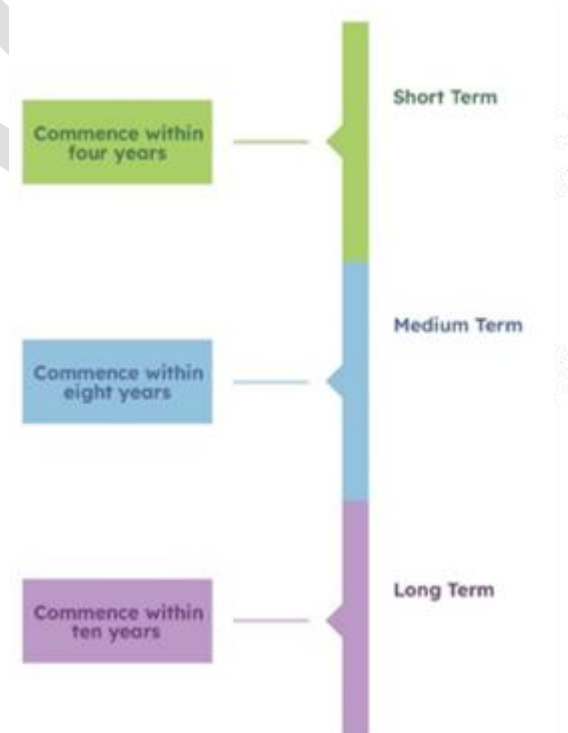 Short Term
Commence within
four years
Medium Term
Commence within
eight years
Long Term
Commence within
ten years